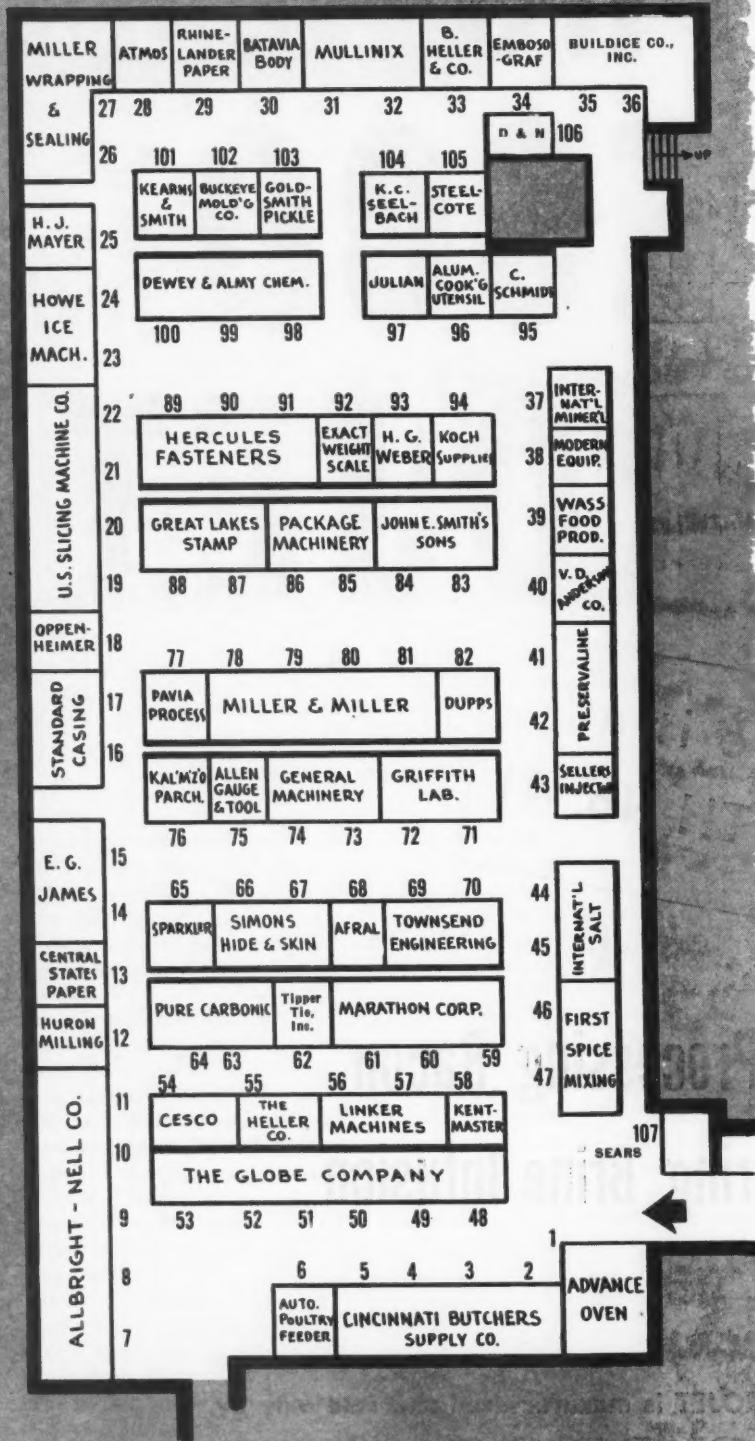 MILLER
WRAPPING
&
SEALING
ATMOS
RHINE-
LANDER
PAPER
BATAVIA
BODY
MULLINIX
B.
HELLER
& CO.
EMBOSO
-GRAF
BUILDICE CO.,
INC.
27 28 29 30 31 32 33 34 35 36
D & N 106
UP
26
101 102 103 104 105
KEARNS
&
SMITH
BUCKEYE
MOLD'G
CO.
GOLD-
SMITH
PICKLE
K.C.
SEEL-
BACH
STEEL-
COTE
H. J.
MAYER
25
HOWE
ICE
MACH.
24
23
DEWEY & ALMY CHEM.
JULIAN
ALUM.
COOK'G
UTENSIL
C.
SCHMIDT
100 99 98 97 96 95
U.S. SLICING MACHINE CO.
22
21
20
19
89 90 91 92 93 94
HERCULES
FASTENERS
EXACT
WEIGHT
SCALE
H. G.
WEBER
KOCH
SUPPLIES
37
INTER-
NAT'L
MINER'L
38
MODERN
EQUIP.
GREAT LAKES
STAMP
PACKAGE
MACHINERY
JOHN E. SMITH'S
SONS
88 87 86 85 84 83
39
WASS
FOOD
PROD.
40
V. D.
ANDERSON
CO.
OPPEN-
HEIMER
18
STANDARD
CASING
17
16
77 78 79 80 81 82
PAVIA
PROCESS
MILLER & MILLER
DUPPS
41
42
PRESERVALINE
KAL'M'Z'O
PARCH.
ALLEN
GAUGE
& TOOL
GENERAL
MACHINERY
GRIFFITH
LAB.
76 75 74 73 72 71
43
SELLERS
INJECTOR
E. G.
JAMES
15
14
65 66 67 68 69 70
SPARKLER
SIMONS
HIDE & SKIN
AFRAL
TOWNSEND
ENGINEERING
44
45
INTERNAT'L
SALT
CENTRAL
STATES
PAPER
13
HURON
MILLING
12
PURE CARBONIC
Tipper
Tie,
Inc.
MARATHON CORP.
64 63 62 61 60 59
46
47
FIRST
SPICE
MIXING
ALLBRIGHT - NELL CO.
11
10
9
8
7
54 55 56 57 58
CESCO
THE
HELLER
CO.
LINKER
MACHINES
KENT-
MASTER
THE GLOBE COMPANY
53 52 51 50 49 48
107
SEARS
1
6 5 4 3 2
AUTO.
POULTRY
FEEDER
CINCINNATI BUTCHERS
SUPPLY CO.
ADVANCE
OVEN